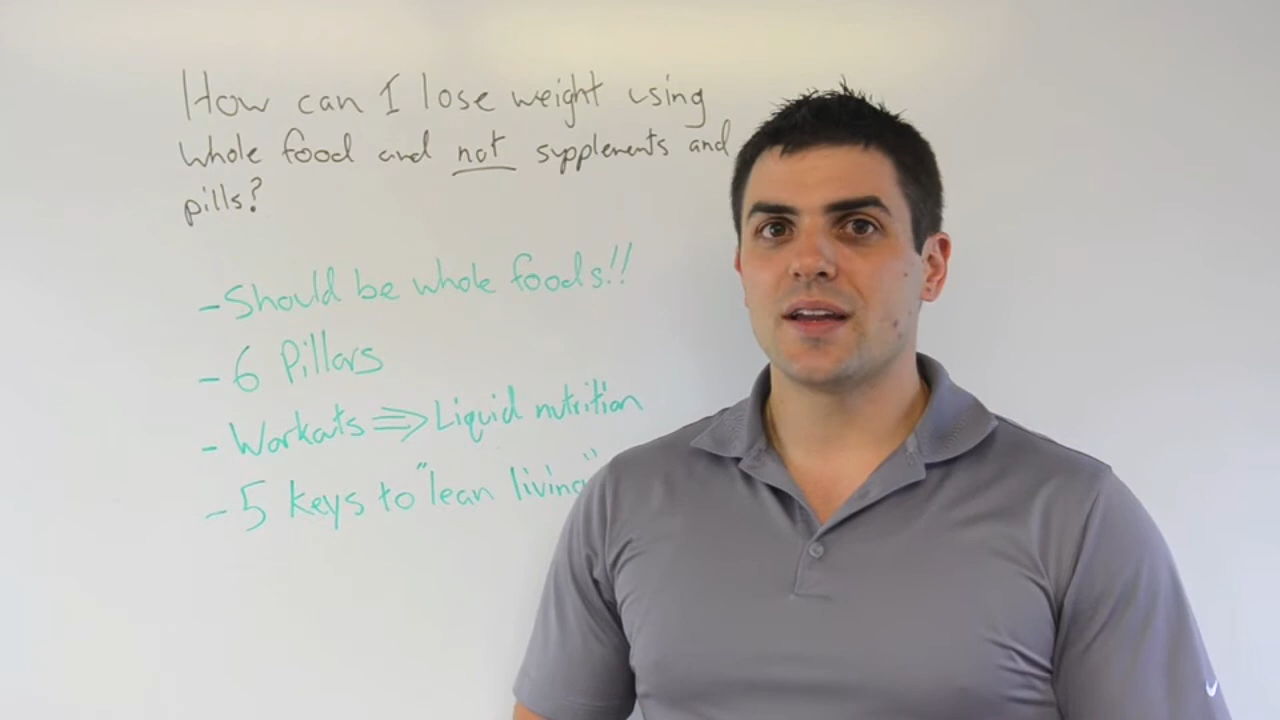 How can I lose weight using
whole food and not supplements and
pills?
- Should be whole foods!!
- 6 Pillars
- Workouts ⇒ Liquid nutrition
- 5 keys to "lean living"